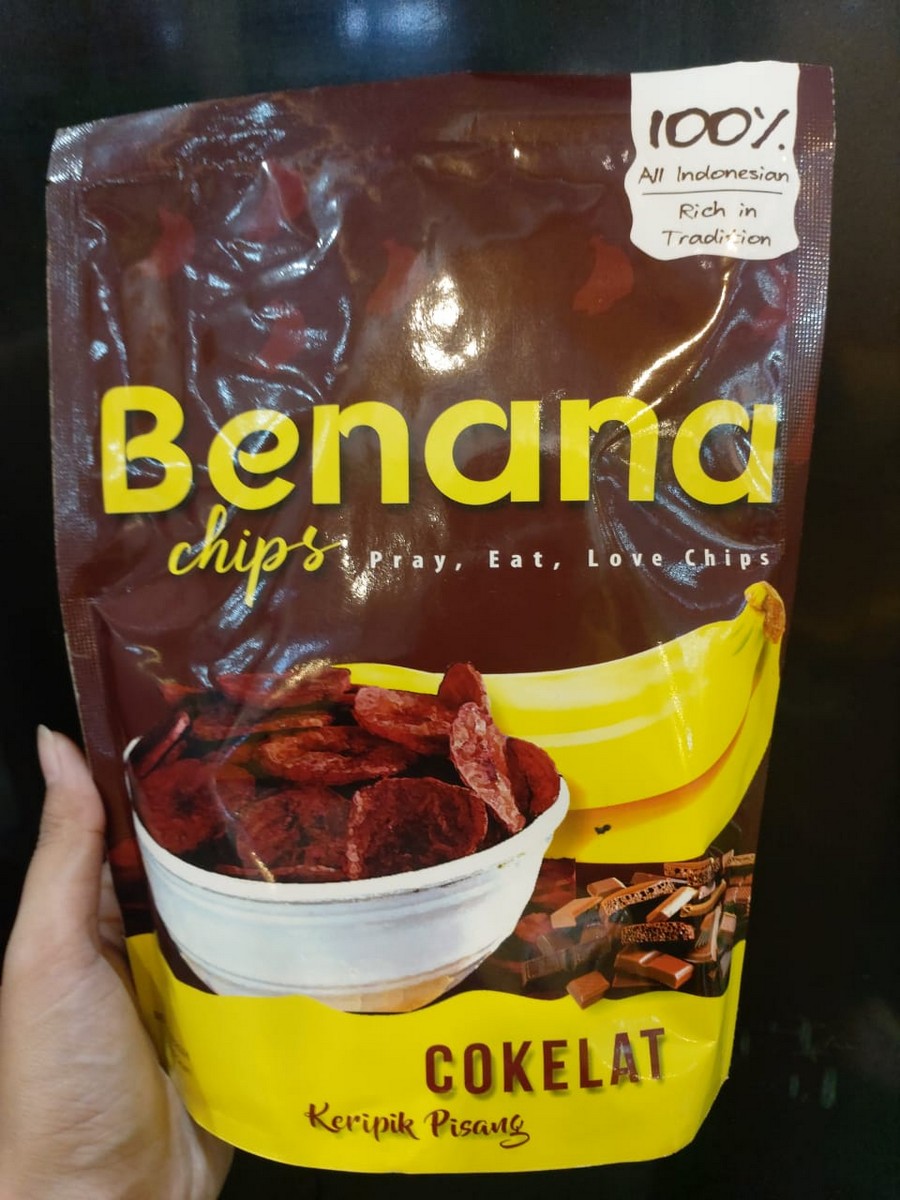 100%
All Indonesian
Rich in
Tradition
Benana
chips
Pray, Eat, Love Chips
COKELAT
Keripik Pisang